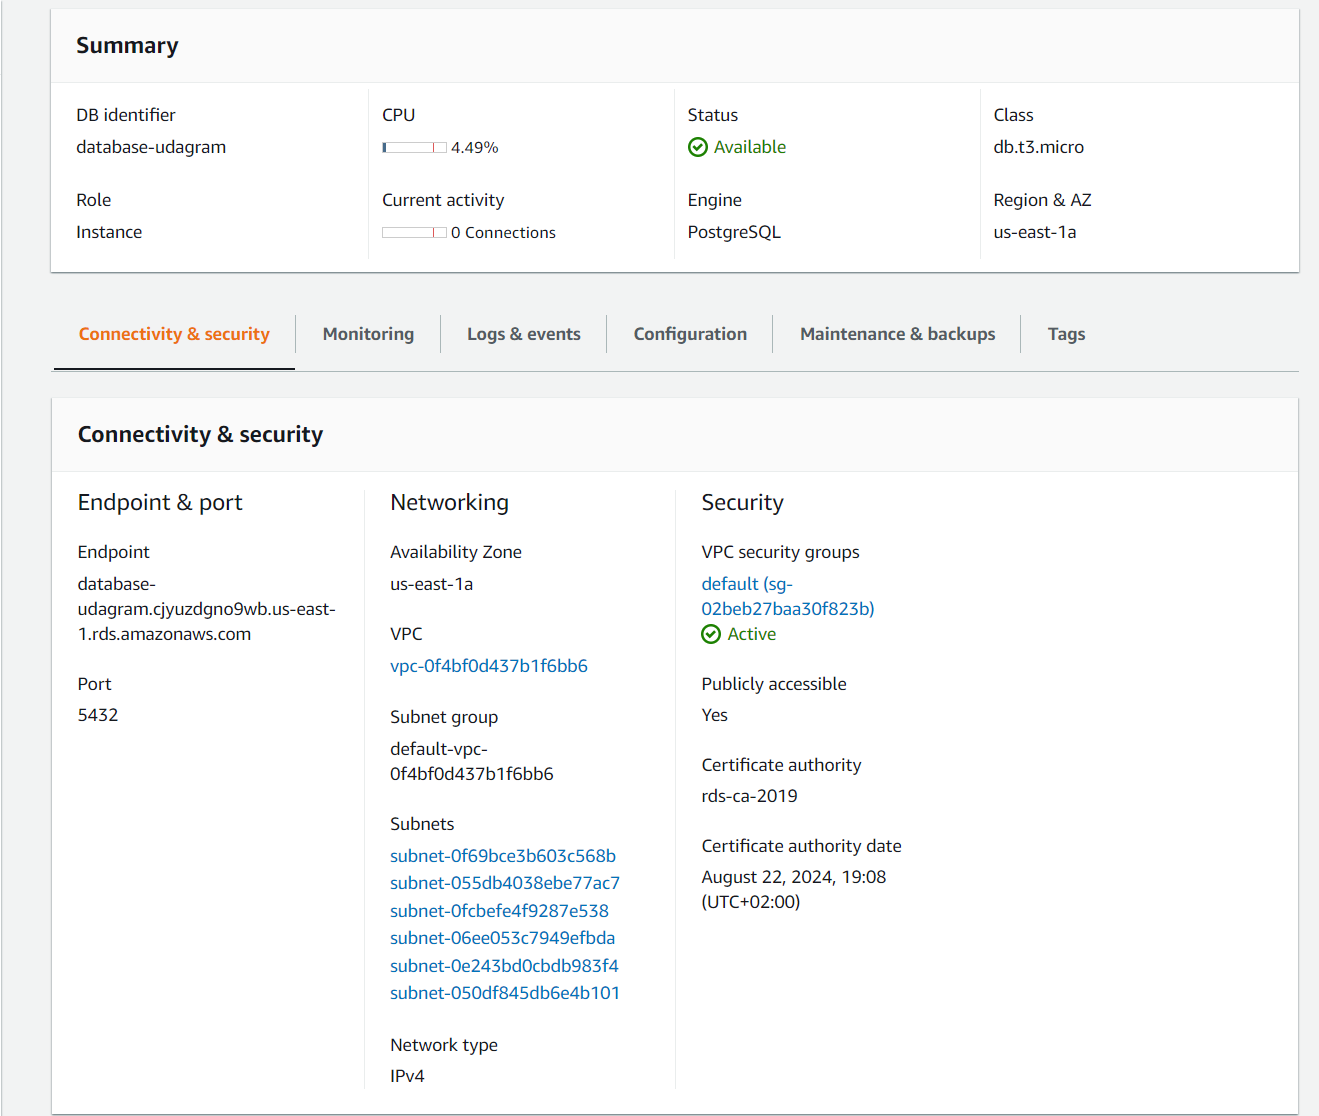 Summary
DB identifier
database-udagram
CPU
4.49%
Status
Available
Class
db.t3.micro
Role
Instance
Current activity
0 Connections
Engine
PostgreSQL
Region & AZ
us-east-1a
Connectivity & security
Monitoring
Logs & events
Configuration
Maintenance & backups
Tags
Connectivity & security
Endpoint & port
Endpoint
database-
udagram.cjyuzdgno9wb.us-east-
1.rds.amazonaws.com
Port
5432
Networking
Availability Zone
us-east-1a
VPC
vpc-0f4bf0d437b1f6bb6
Subnet group
default-vpc-
0f4bf0d437b1f6bb6
Subnets
subnet-0f69bce3b603c568b
subnet-055db4038ebe77ac7
subnet-0fcbefe4f9287e538
subnet-06ee053c7949efbda
subnet-0e243bd0cbdb983f4
subnet-050df845db6e4b101
Network type
IPv4
Security
VPC security groups
default (sg-
02beb27baa30f823b)
Active
Publicly accessible
Yes
Certificate authority
rds-ca-2019
Certificate authority date
August 22, 2024, 19:08
(UTC+02:00)